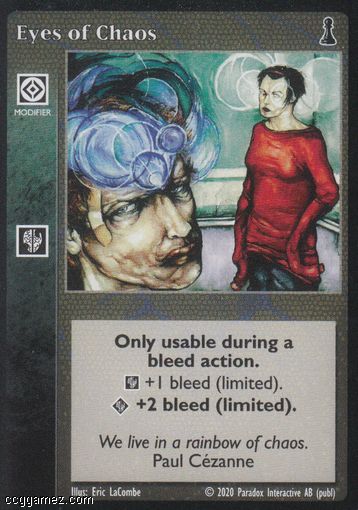 Eyes of Chaos
MODIFIER
Only usable during a
bleed action.
+1 bleed (limited).
+2 bleed (limited).
We live in a rainbow of chaos.
Paul Cézanne
Illus: Eric LaCombe © 2020 Paradox Interactive AB (publ)
ccggamez.com